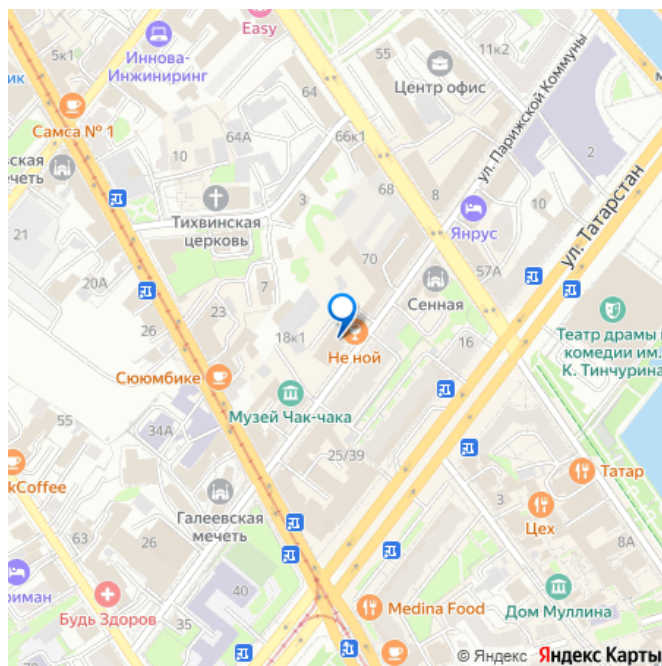 5к1
Иннова-
Инжиниринг
Easy
55
11к2
Центр офис
ик
Самса № 1
64
64А
66к1
10
ул. Парижской Коммуны
2
вская
мечеть
Тихвинская
церковь
3
68
8
10
Янрус
ул. Татарстан
21
20А
7
70
57А
Сенная
26
23
18к1
Не ной
16
Театр драмы и
комедии им.
К. Тинчурина
Сююмбике
Музей Чак-чака
34А
55
25/39
kCoffee
Татар
Галеевская
мечеть
3
Цех
63
26
8А
40
риман
Будь Здоров
Medina Food
Дом Муллина
© Яндекс Яндекс Карты